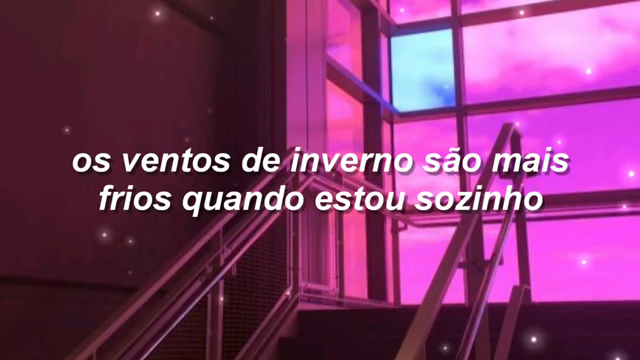 os ventos de inverno são mais
frios quando estou sozinho